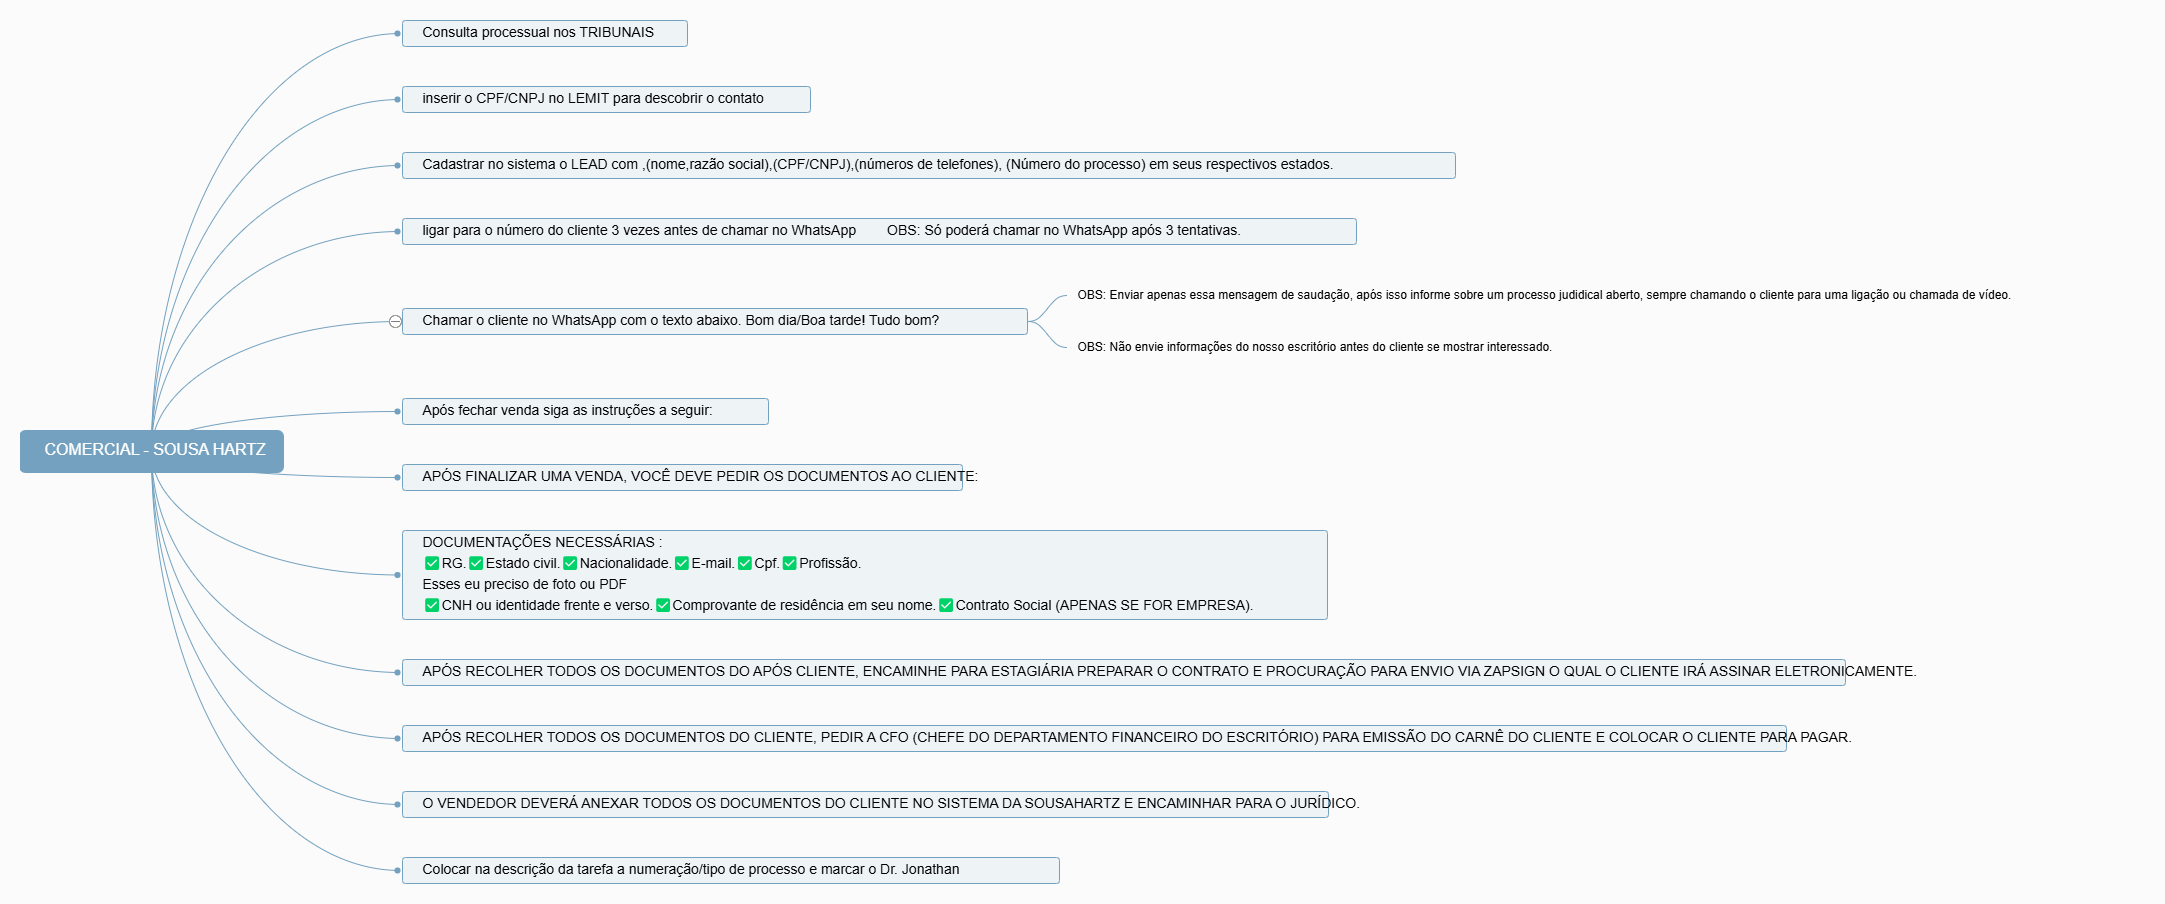 Consulta processual nos TRIBUNAIS
inserir o CPF/CNPJ no LEMIT para descobrir o contato
Cadastrar no sistema o LEAD com ,(nome,razão social),(CPF/CNPJ),(números de telefones), (Número do processo) em seus respectivos estados.
ligar para o número do cliente 3 vezes antes de chamar no WhatsApp OBS: Só poderá chamar no WhatsApp após 3 tentativas.
Chamar o cliente no WhatsApp com o texto abaixo. Bom dia/Boa tarde! Tudo bom?
OBS: Enviar apenas essa mensagem de saudação, após isso informe sobre um processo judidical aberto, sempre chamando o cliente para uma ligação ou chamada de vídeo.
OBS: Não envie informações do nosso escritório antes do cliente se mostrar interessado.
Após fechar venda siga as instruções a seguir:
COMERCIAL - SOUSA HARTZ
APÓS FINALIZAR UMA VENDA, VOCÊ DEVE PEDIR OS DOCUMENTOS AO CLIENTE:
DOCUMENTAÇÕES NECESSÁRIAS :
✅RG.✅Estado civil.✅Nacionalidade.✅E-mail.✅Cpf.✅Profissão.
Esses eu preciso de foto ou PDF
✅CNH ou identidade frente e verso.✅Comprovante de residência em seu nome.✅Contrato Social (APENAS SE FOR EMPRESA).
APÓS RECOLHER TODOS OS DOCUMENTOS DO APÓS CLIENTE, ENCAMINHE PARA ESTAGIÁRIA PREPARAR O CONTRATO E PROCURAÇÃO PARA ENVIO VIA ZAPSIGN O QUAL O CLIENTE IRÁ ASSINAR ELETRONICAMENTE.
APÓS RECOLHER TODOS OS DOCUMENTOS DO CLIENTE, PEDIR A CFO (CHEFE DO DEPARTAMENTO FINANCEIRO DO ESCRITÓRIO) PARA EMISSÃO DO CARNÊ DO CLIENTE E COLOCAR O CLIENTE PARA PAGAR.
O VENDEDOR DEVERÁ ANEXAR TODOS OS DOCUMENTOS DO CLIENTE NO SISTEMA DA SOUSAHARTZ E ENCAMINHAR PARA O JURÍDICO.
Colocar na descrição da tarefa a numeração/tipo de processo e marcar o Dr. Jonathan